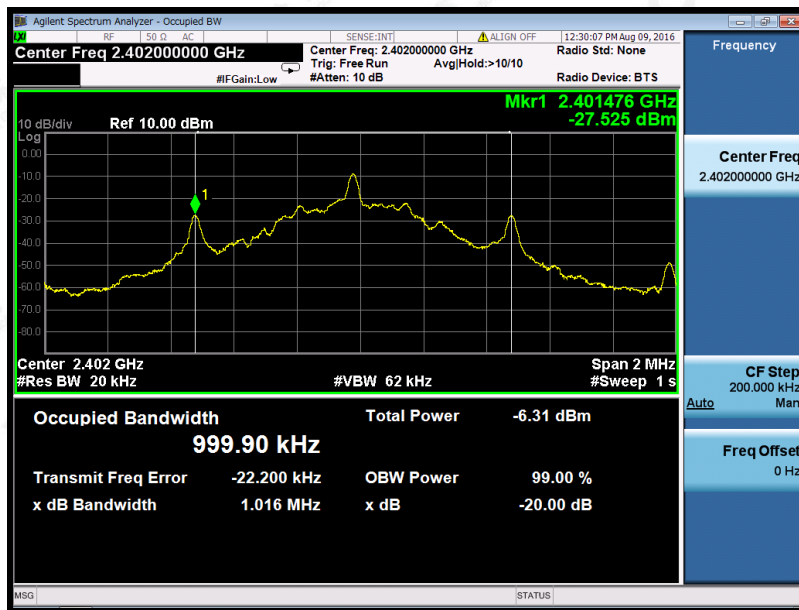 Agilent Spectrum Analyzer - Occupied BW
LXI RF 50 Ω AC SENSE:INT ALIGN OFF 12:30:07 PM Aug 09, 2016
Center Freq 2.402000000 GHz
Center Freq: 2.402000000 GHz Radio Std: None
Trig: Free Run Avg|Hold:>10/10
#IFGain:Low #Atten: 10 dB Radio Device: BTS
Mkr1 2.401476 GHz
-27.525 dBm
10 dB/div Ref 10.00 dBm
Log
0.00
-10.0
-20.0
-30.0
-40.0
-50.0
-60.0
-70.0
-80.0
1
Center 2.402 GHz Span 2 MHz
#Res BW 20 kHz #VBW 62 kHz #Sweep 1 s
Occupied Bandwidth Total Power -6.31 dBm
999.90 kHz
Transmit Freq Error -22.200 kHz OBW Power 99.00 %
x dB Bandwidth 1.016 MHz x dB -20.00 dB
MSG STATUS
Frequency
Center Freq
2.402000000 GHz
CF Step
200.000 kHz
Auto Man
Freq Offset
0 Hz